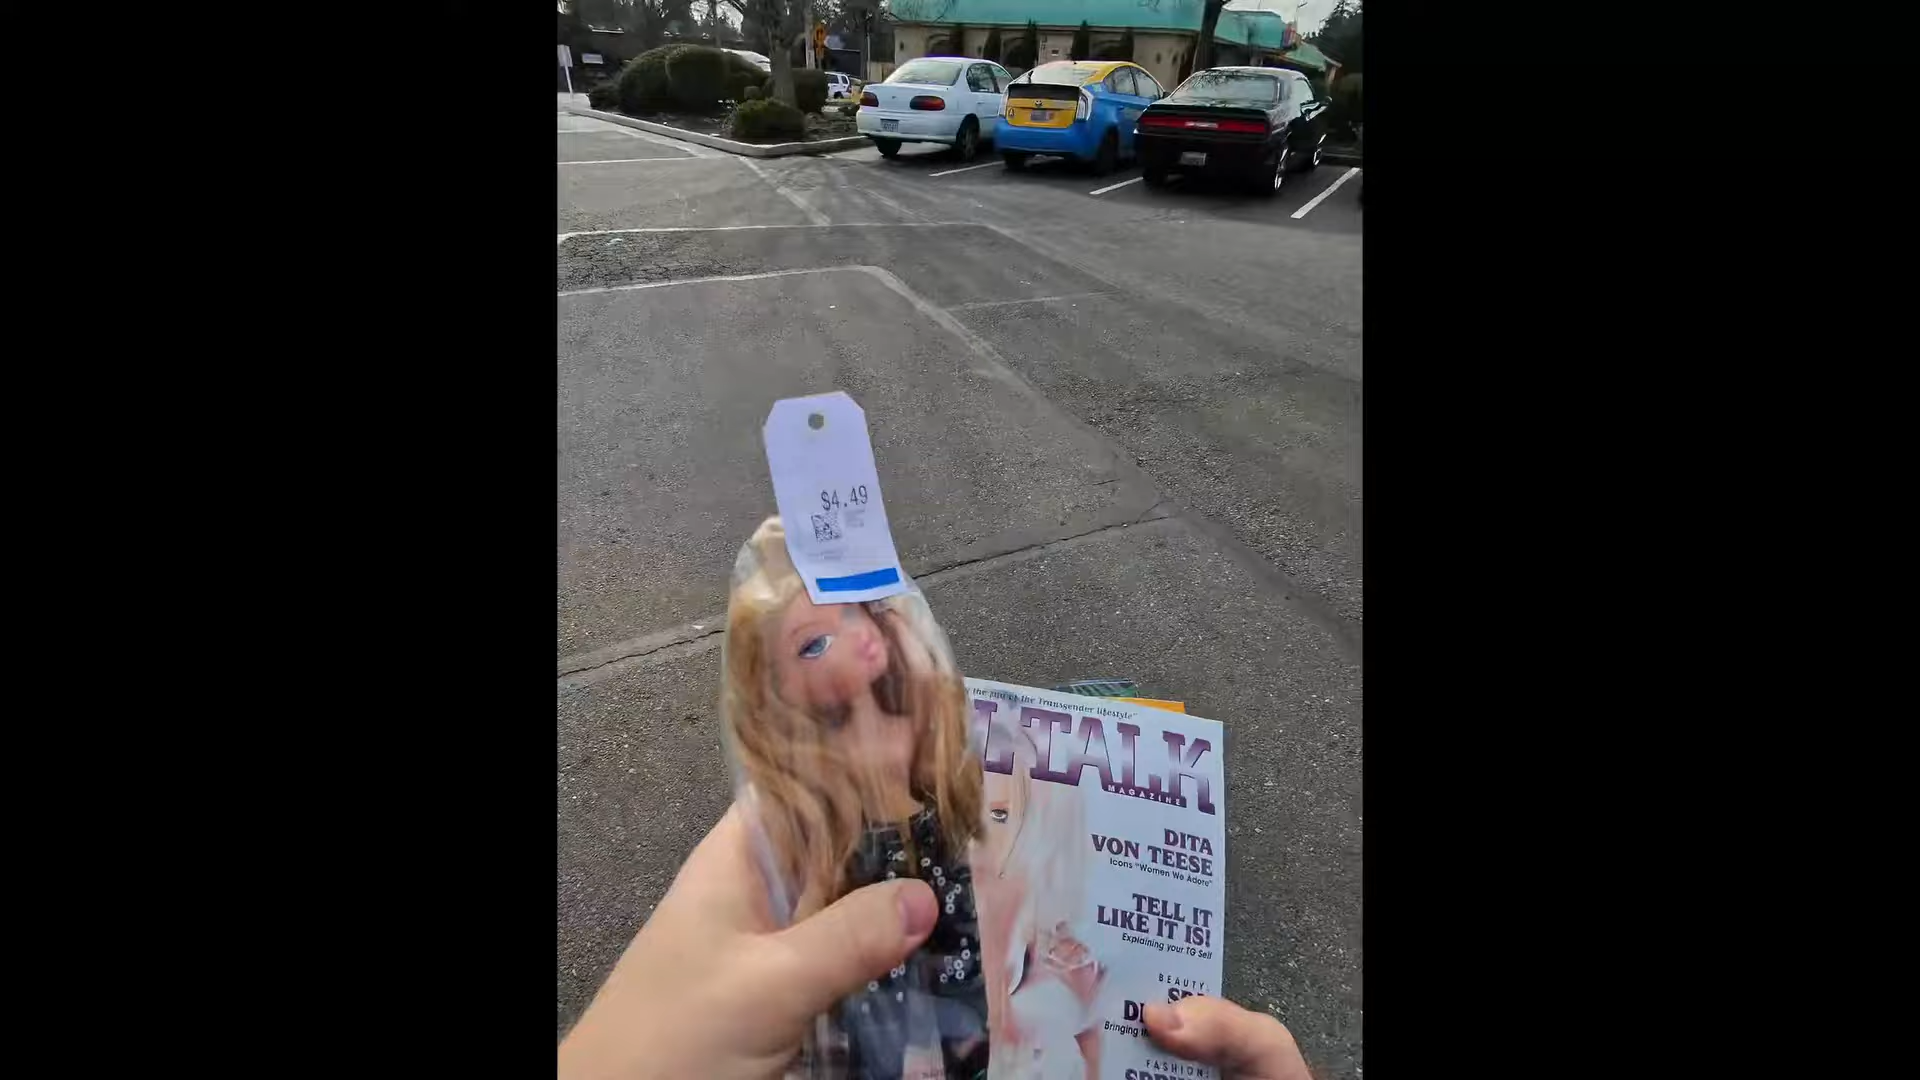 $4.49
the Transgender lifestyle"
TALK
MAGAZINE
DITA
VON TEESE
Icons "Women We Adore"
TELL IT
LIKE IT IS!
Explaining your TG Self
BEAUTY:
Bringing
FASHION: